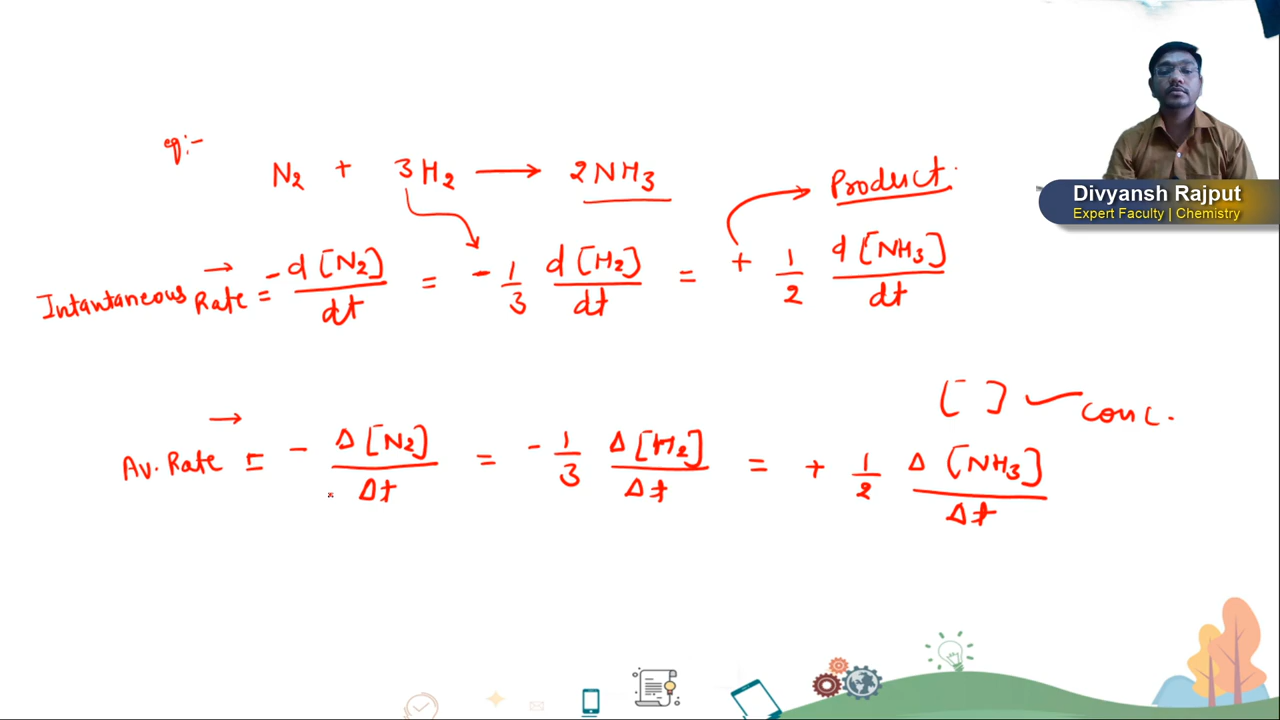 eg:-
N₂ + 3H₂ ⟶ 2NH₃
Product.
Intantaneous Rate = - d[N₂]/dt = - 1/3 d[H₂]/dt = + 1/2 d[NH₃]/dt
[ ] conc.
Av. Rate = - Δ[N₂]/Δt = - 1/3 Δ[H₂]/Δt = + 1/2 Δ[NH₃]/Δt
Divyansh Rajput
Expert Faculty | Chemistry